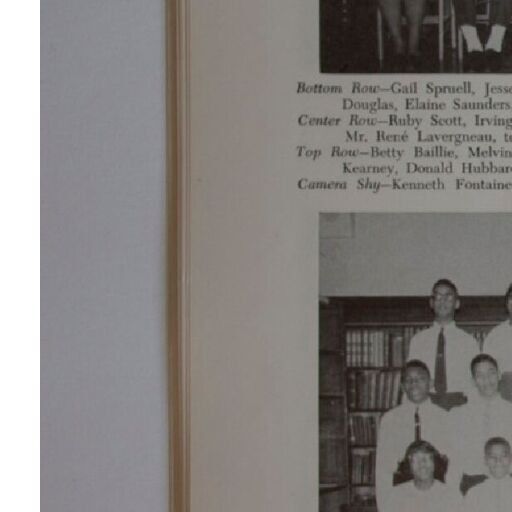 Bottom Row—Gail Spruell, Jesse
Douglas, Elaine Saunders
Center Row—Ruby Scott, Irving
Mr. René Lavergneau, te
Top Row—Betty Baillie, Melvin
Kearney, Donald Hubbard
Camera Shy—Kenneth Fontaine